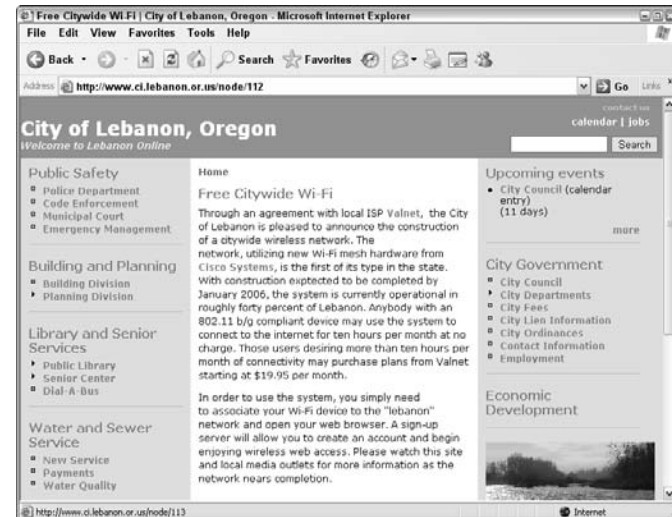 Free Citywide Wi-Fi | City of Lebanon, Oregon - Microsoft Internet Explorer
File Edit View Favorites Tools Help
Back Search Favorites
Address http://www.ci.lebanon.or.us/node/112 Go Links
contact us
calendar | jobs
City of Lebanon, Oregon
Welcome to Lebanon Online
Search
Public Safety
Police Department
Code Enforcement
Municipal Court
Emergency Management
Building and Planning
Building Division
Planning Division
Library and Senior
Services
Public Library
Senior Center
Dial-A-Bus
Water and Sewer
Service
New Service
Payments
Water Quality
Home
Free Citywide Wi-Fi
Through an agreement with local ISP Valnet, the City
of Lebanon is pleased to announce the construction
of a citywide wireless network. The
network, utilizing new Wi-Fi mesh hardware from
Cisco Systems, is the first of its type in the state.
With construction exptected to be completed by
January 2006, the system is currently operational in
roughly forty percent of Lebanon. Anybody with an
802.11 b/g compliant device may use the system to
connect to the internet for ten hours per month at no
charge. Those users desiring more than ten hours per
month of connectivity may purchase plans from Valnet
starting at $19.95 per month.
In order to use the system, you simply need
to associate your Wi-Fi device to the "lebanon"
network and open your web browser. A sign-up
server will allow you to create an account and begin
enjoying wireless web access. Please watch this site
and local media outlets for more information as the
network nears completion.
Upcoming events
City Council (calendar
entry)
(11 days)
more
City Government
City Council
City Departments
City Fees
City Lien Information
City Ordinances
Contact Information
Employment
Economic
Development
http://www.ci.lebanon.or.us/node/113 Internet